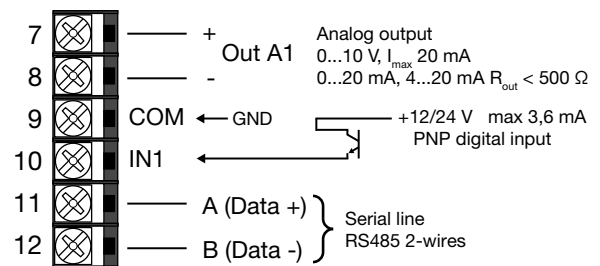 7 + Out A1 Analog output
0...10 V, Imax 20 mA
8 - 0...20 mA, 4...20 mA Rout < 500 Ω
9 COM GND +12/24 V max 3,6 mA
PNP digital input
10 IN1
11 A (Data +)
Serial line
RS485 2-wires
12 B (Data -)